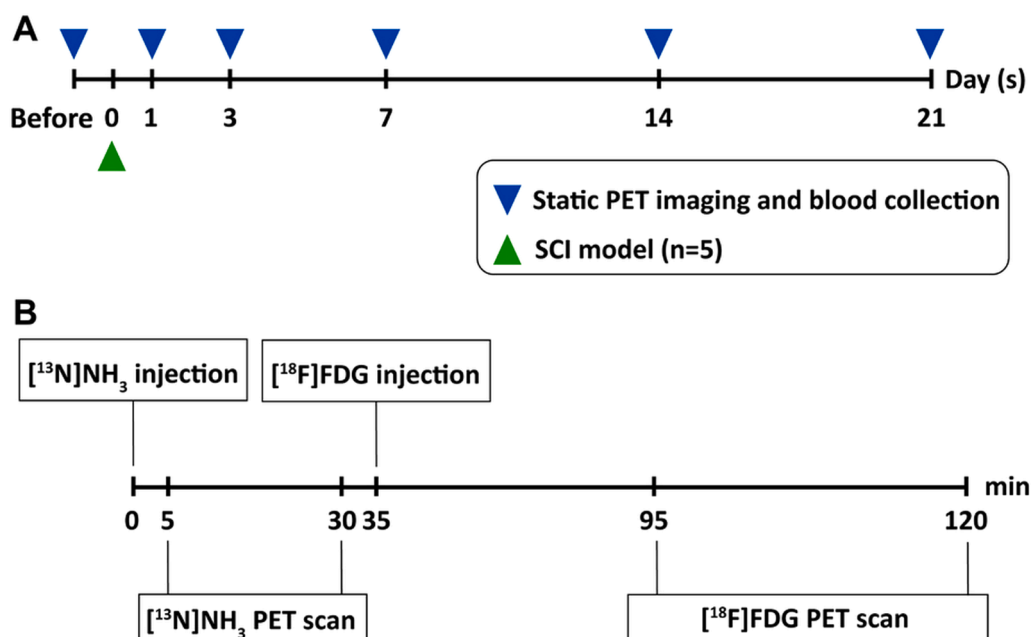 A
Day (s)
Before 0 1 3 7 14 21
Static PET imaging and blood collection
SCI model (n=5)
B
[¹³N]NH₃ injection [¹⁸F]FDG injection
min
0 5 30 35 95 120
[¹³N]NH₃ PET scan [¹⁸F]FDG PET scan